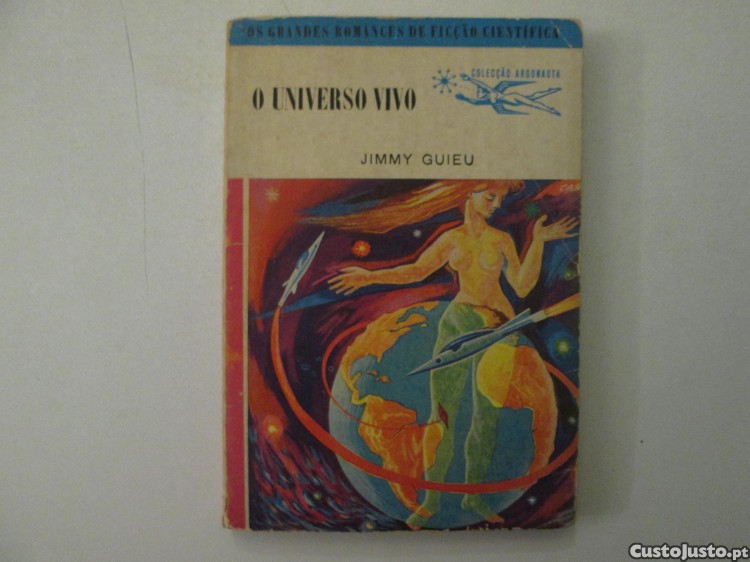 OS GRANDES ROMANCES DE FICÇÃO CIENTÍFICA
COLECÇÃO ARGONAUTA
O UNIVERSO VIVO
JIMMY GUIEU
CustoJusto.pt